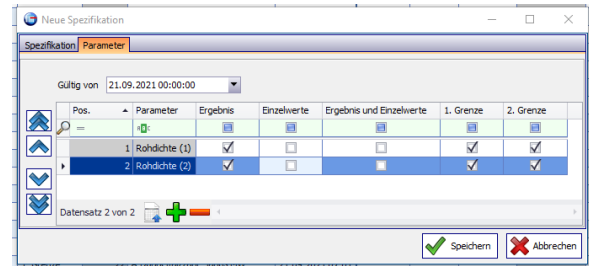 Neue Spezifikation
Spezifikation Parameter
Gültig von 21.09.2021 00:00:00
Pos. Parameter Ergebnis Einzelwerte Ergebnis und Einzelwerte 1. Grenze 2. Grenze
=
1 Rohdichte (1)
2 Rohdichte (2)
Datensatz 2 von 2
Speichern Abbrechen